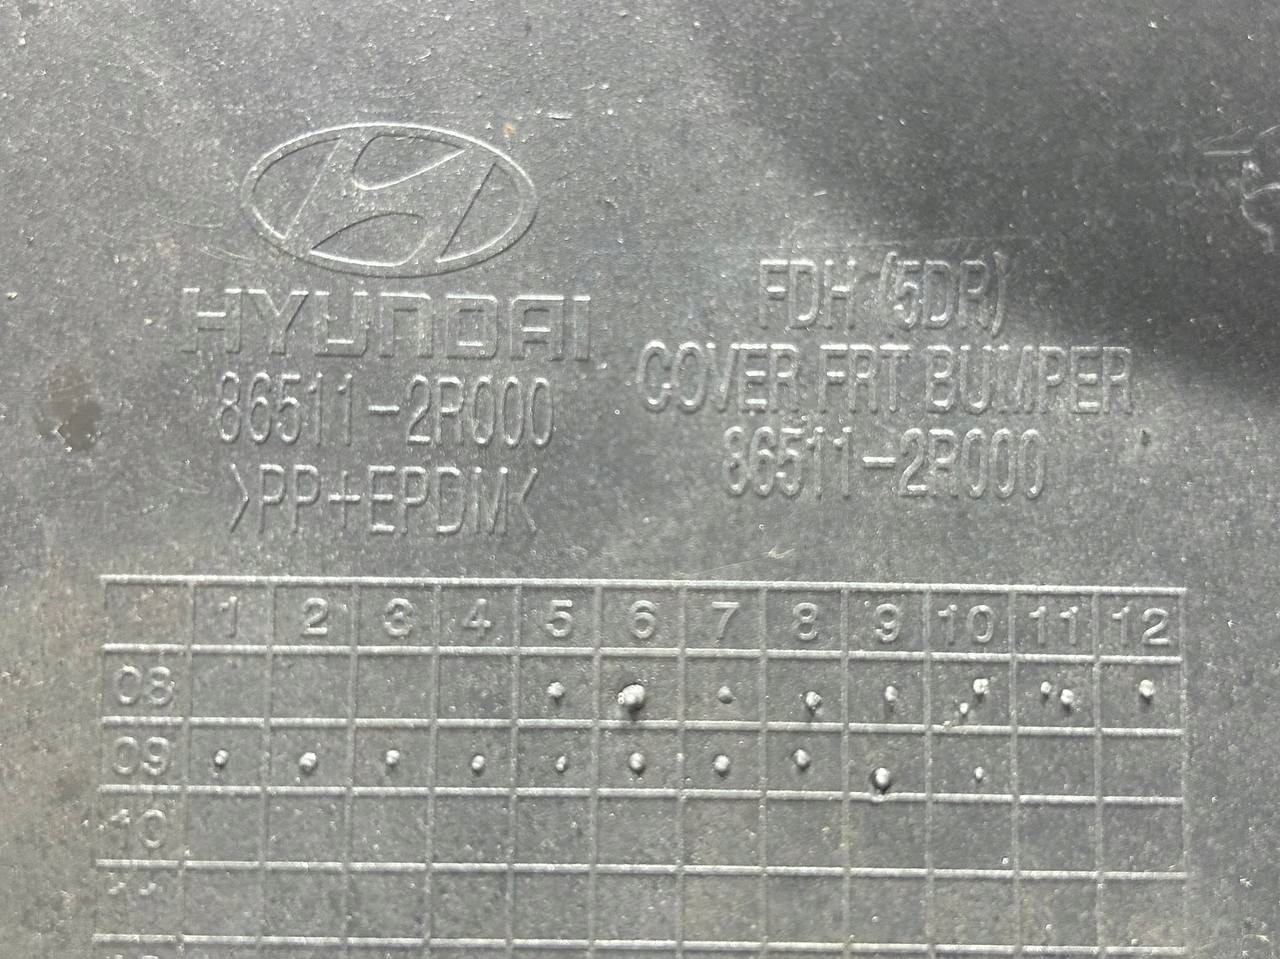 HYUNDAI
86511-2R000
>PP+EPDM<
FDH (5DR)
COVER FRT BUMPER
86511-2R000
1 2 3 4 5 6 7 8 9 10 11 12
08
09
10